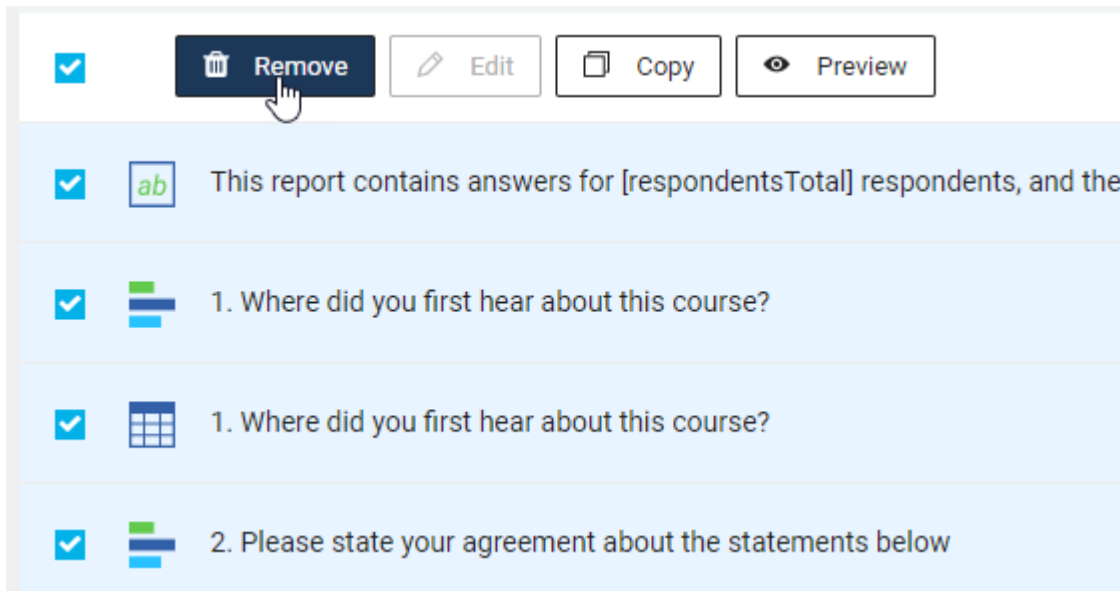 Remove Edit Copy Preview
ab This report contains answers for [respondentsTotal] respondents, and the
1. Where did you first hear about this course?
1. Where did you first hear about this course?
2. Please state your agreement about the statements below